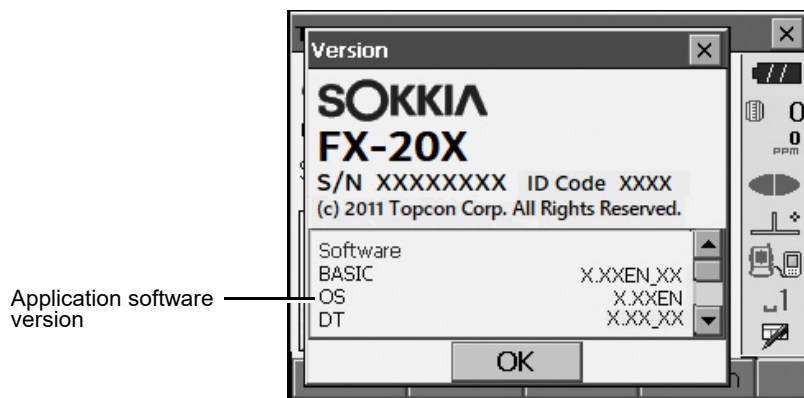 Version
SOKKIA
FX-20X
S/N XXXXXXXX ID Code XXXX
(c) 2011 Topcon Corp. All Rights Reserved.
Software
BASIC X.XXEN_XX
OS X.XXEN
DT X.XX_XX
OK
0
0
PPM
1
Application software
version